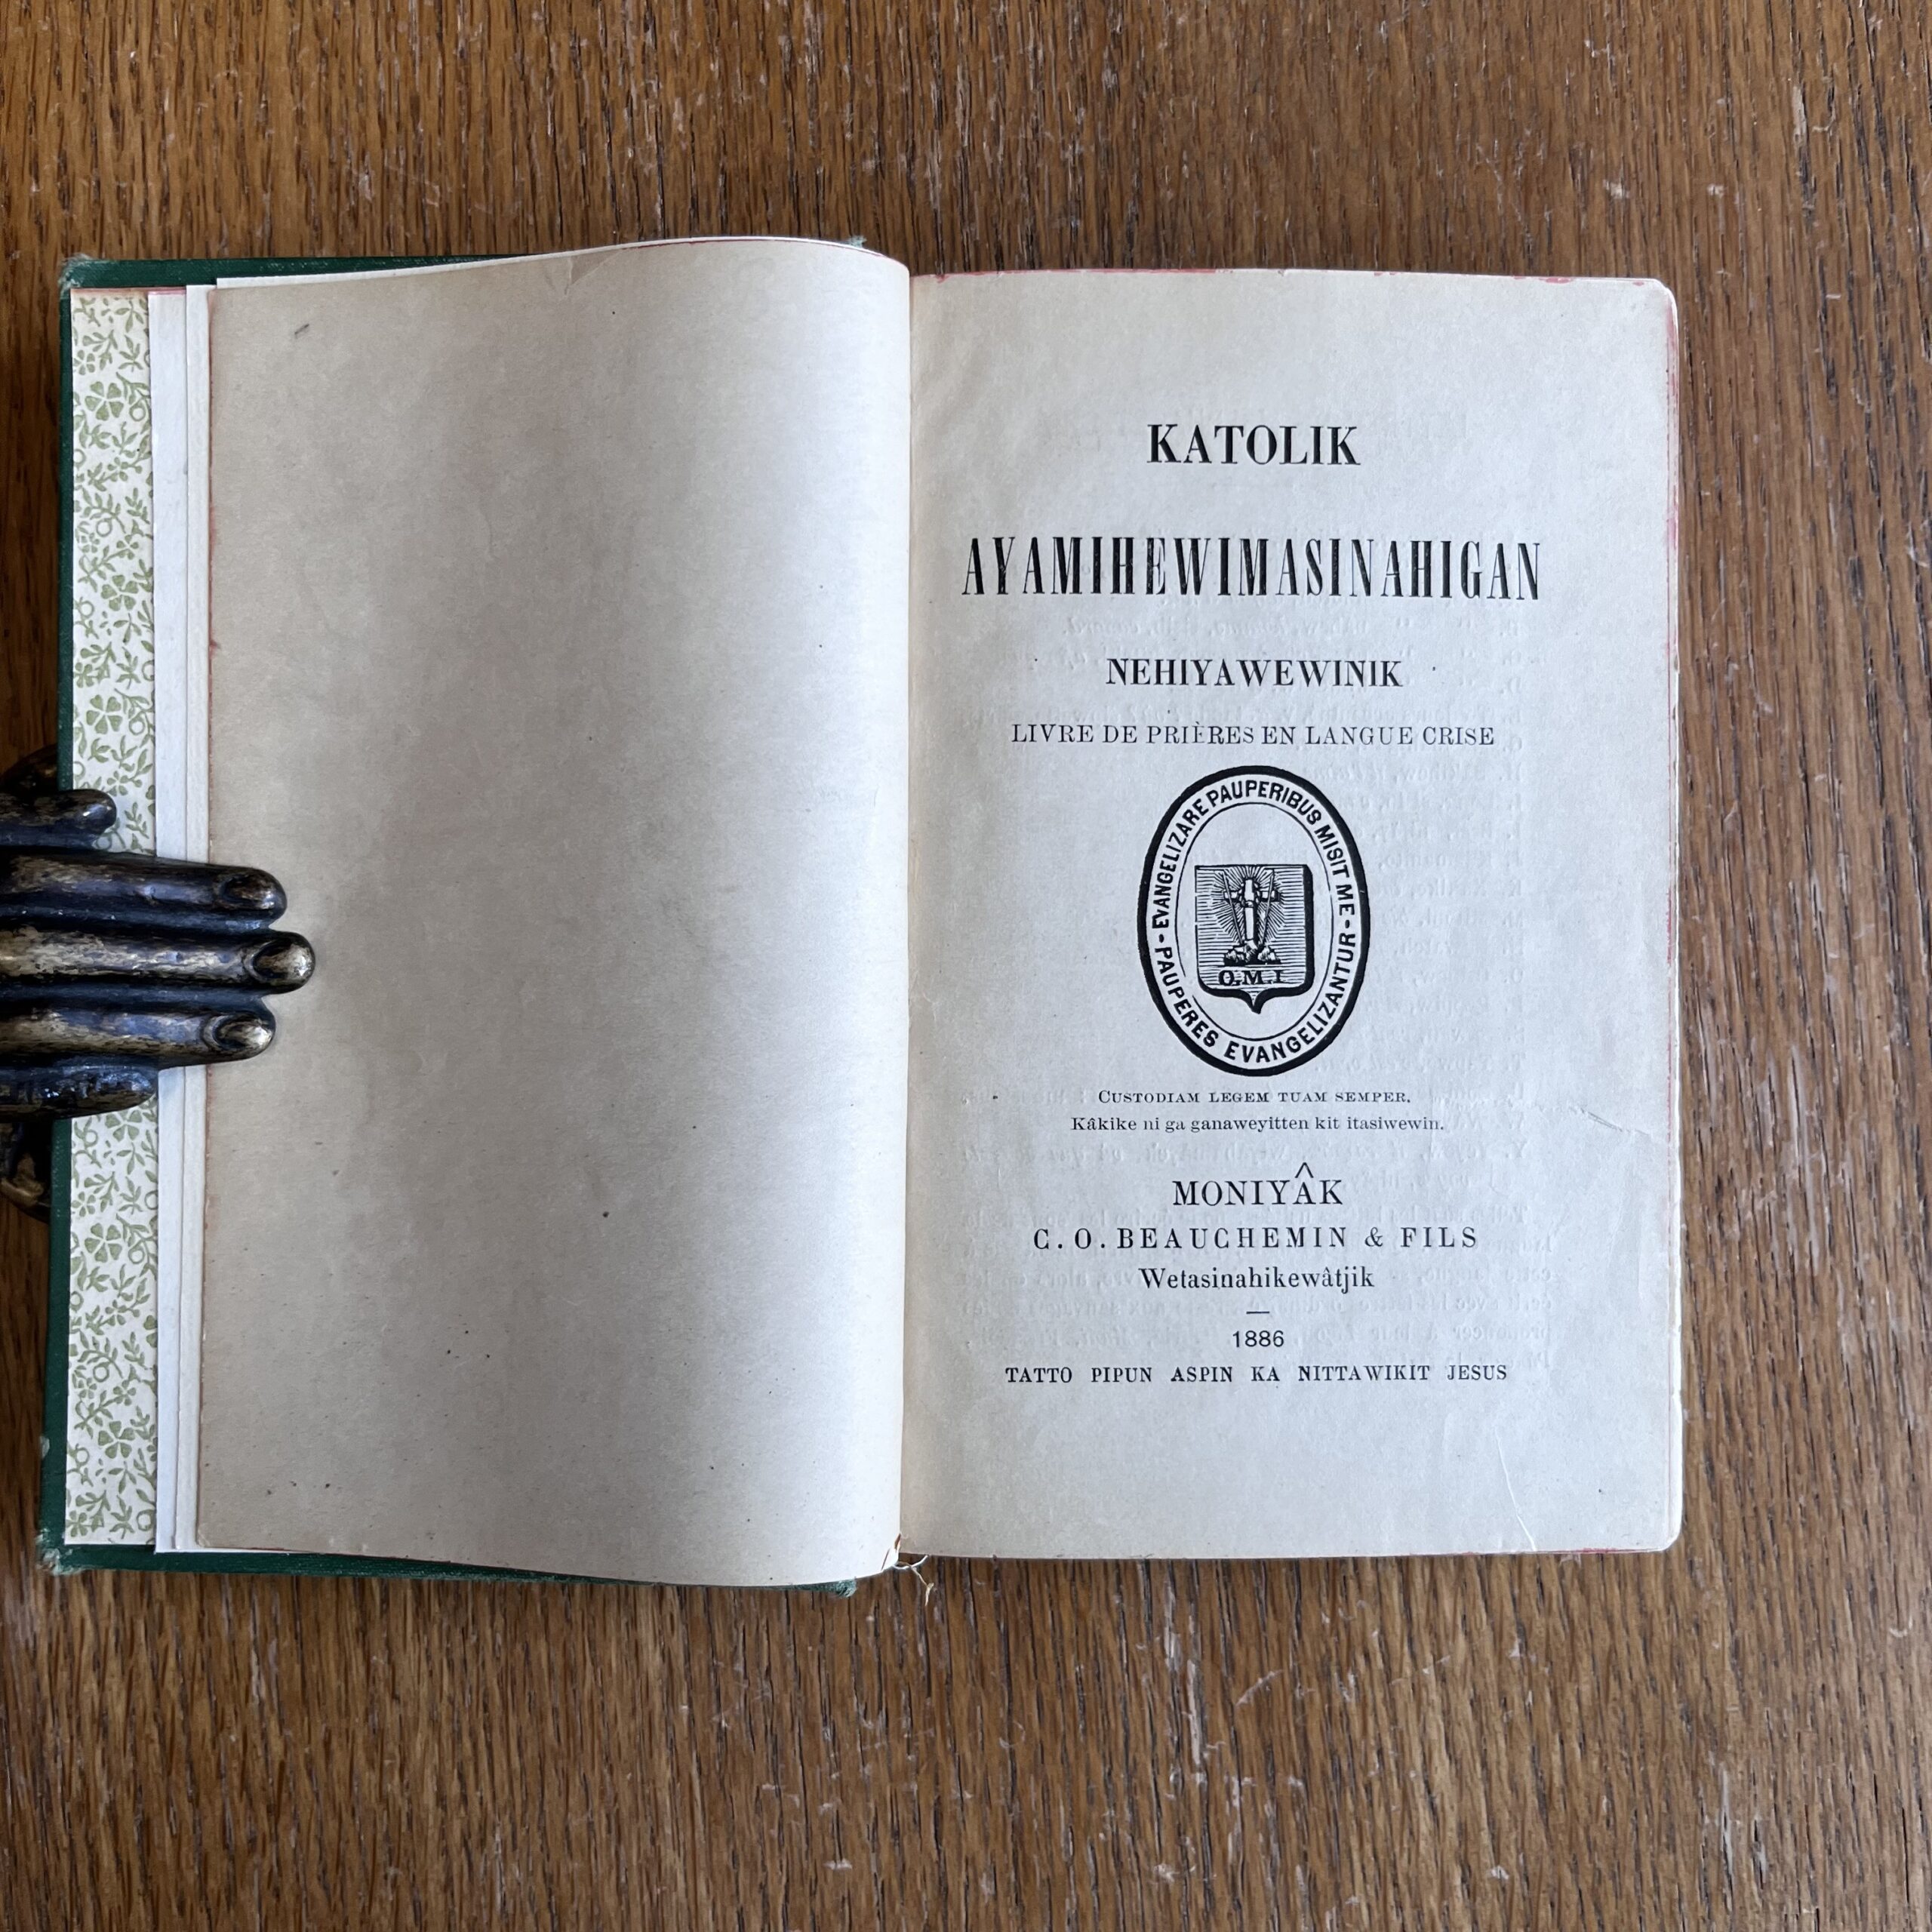 KATOLIK
AYAMIHEWIMASINAHIGAN
NEHIYAWEWINIK
LIVRE DE PRIÈRES EN LANGUE CRISE
- EVANGELIZARE PAUPERIBUS MISIT ME -
PAUPERES EVANGELIZANTUR
O.M.I
CUSTODIAM LEGEM TUAM SEMPER,
Kâkike ni ga ganaweyitten kit itasiwewin.
MONIYÂK
C. O. BEAUCHEMIN & FILS
Wetasinahikewâtjik
1886
TATTO PIPUN ASPIN KA NITTAWIKIT JESUS